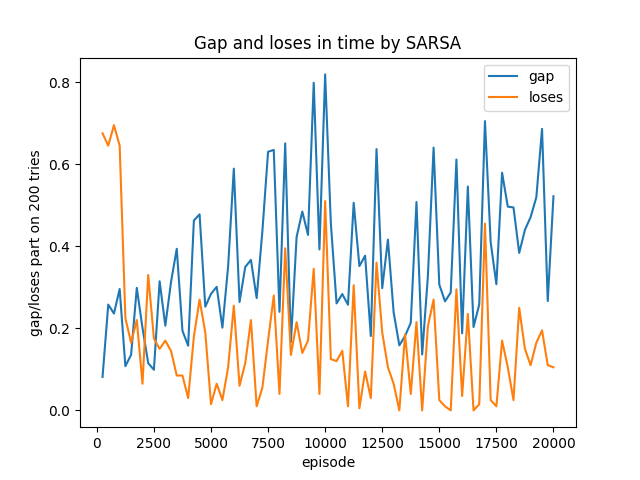 Gap and loses in time by SARSA
gap
loses
gap/loses part on 200 tries
0.8
0.6
0.4
0.2
0.0
0 2500 5000 7500 10000 12500 15000 17500 20000
episode